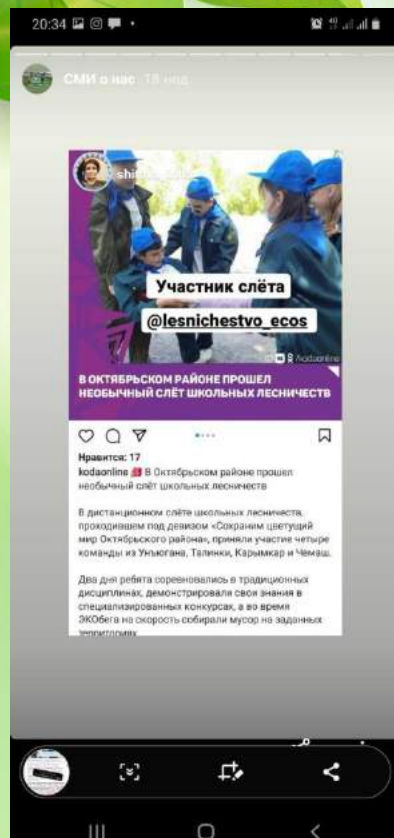 20:34
СМИ о нас 18 нед.
Участник слёта
@lesnichestvo_ecos
В ОКТЯБРЬСКОМ РАЙОНЕ ПРОШЕЛ
НЕОБЫЧНЫЙ СЛЁТ ШКОЛЬНЫХ ЛЕСНИЧЕСТВ
Нравится: 17
kodaonline В Октябрьском районе прошел
необычный слёт школьных лесничеств
В дистанционном слёте школьных лесничеств,
проходившем под девизом «Сохраним цветущий
мир Октябрьского района», приняли участие четыре
команды из Унъюгана, Талинки, Карымкар и Чемаш.
Два дня ребята соревновались в традиционных
дисциплинах, демонстрировали свои знания в
специализированных конкурсах, а во время
ЭКОбега на скорость собирали мусор на заданных
территориях